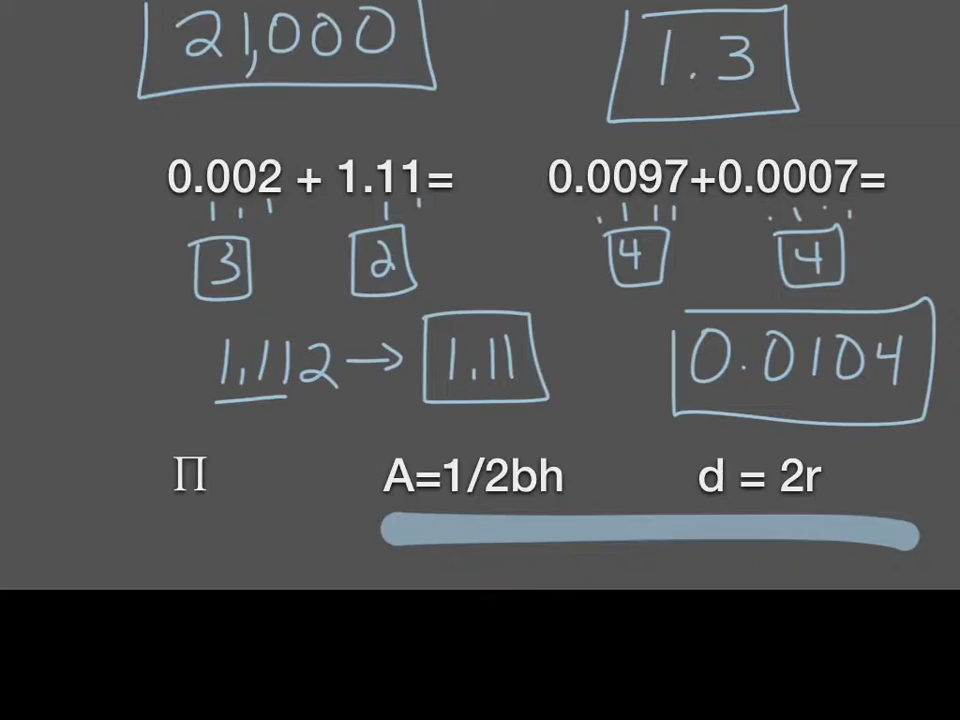 21,000 1.3
0.002 + 1.11= 0.0097+0.0007=
3 2 4 4
1.112 → 1.11 0.0104
Π A=1/2bh d = 2r